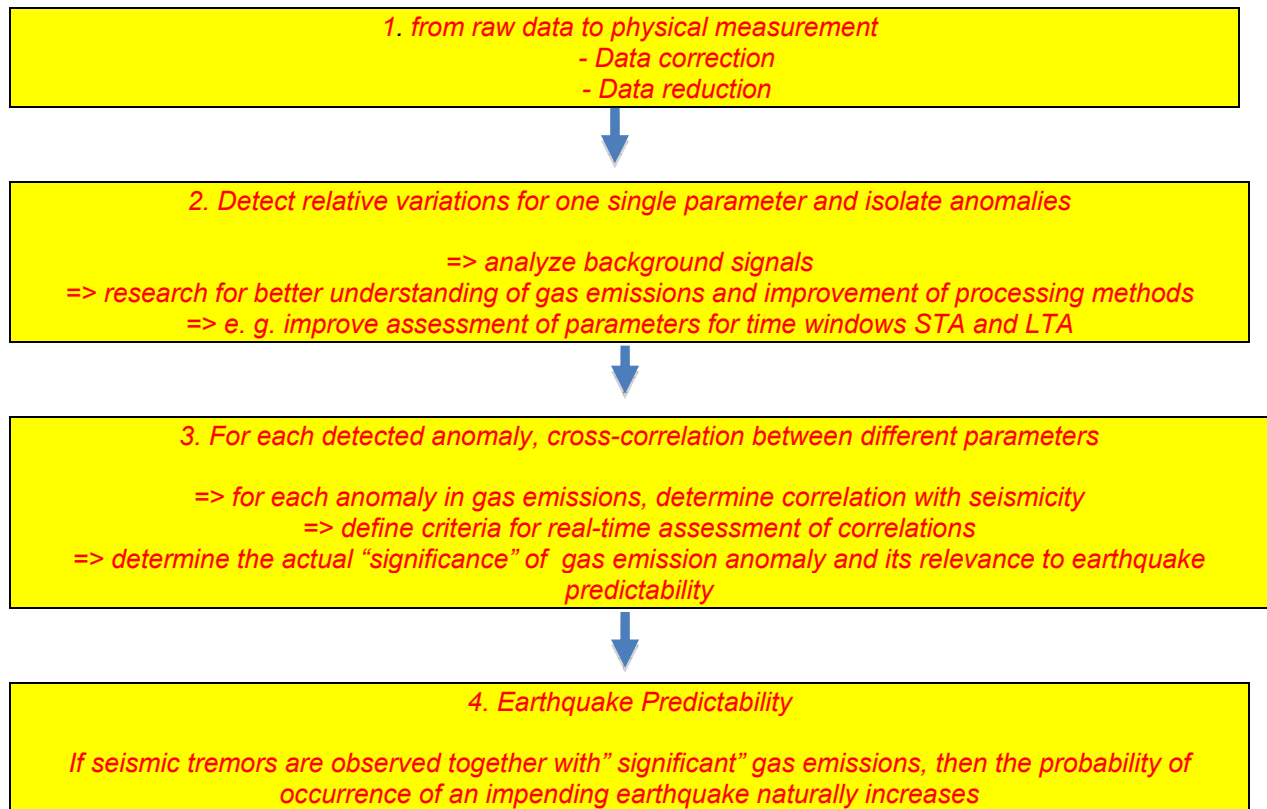 1. from raw data to physical measurement
- Data correction
- Data reduction
2. Detect relative variations for one single parameter and isolate anomalies
=> analyze background signals
=> research for better understanding of gas emissions and improvement of processing methods
=> e. g. improve assessment of parameters for time windows STA and LTA
3. For each detected anomaly, cross-correlation between different parameters
=> for each anomaly in gas emissions, determine correlation with seismicity
=> define criteria for real-time assessment of correlations
=> determine the actual “significance” of gas emission anomaly and its relevance to earthquake
predictability
4. Earthquake Predictability
If seismic tremors are observed together with” significant” gas emissions, then the probability of
occurrence of an impending earthquake naturally increases